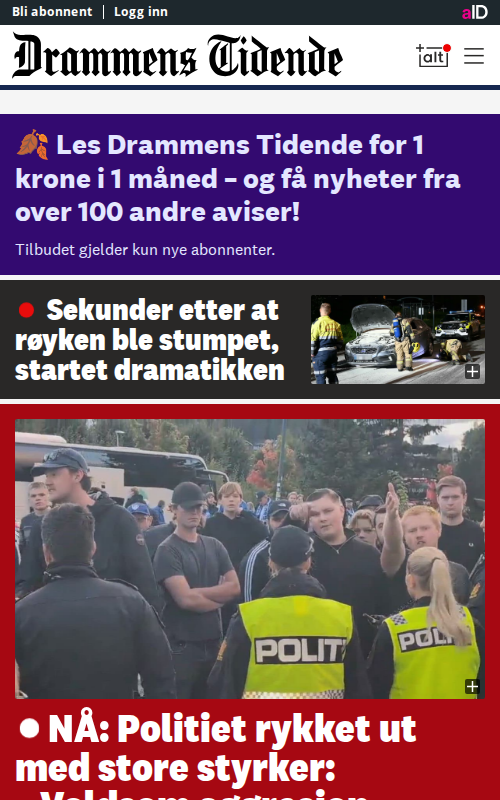 Bli abonnent | Logg inn
aID
Drammens Tidende
+alt
Les Drammens Tidende for 1
krone i 1 måned – og få nyheter fra
over 100 andre aviser!
Tilbudet gjelder kun nye abonnenter.
Sekunder etter at
røyken ble stumpet,
startet dramatikken
POLITI
NÅ: Politiet rykket ut
med store styrker: